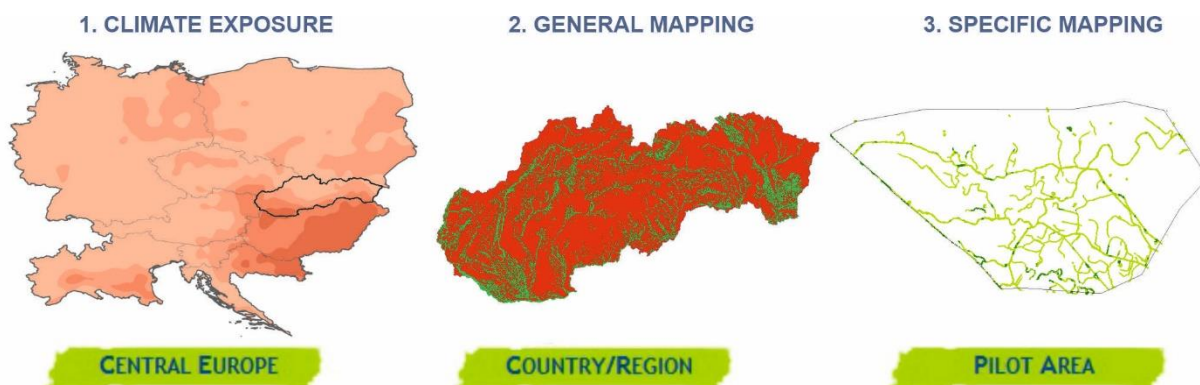 1. CLIMATE EXPOSURE
2. GENERAL MAPPING
3. SPECIFIC MAPPING
CENTRAL EUROPE
COUNTRY/REGION
PILOT AREA